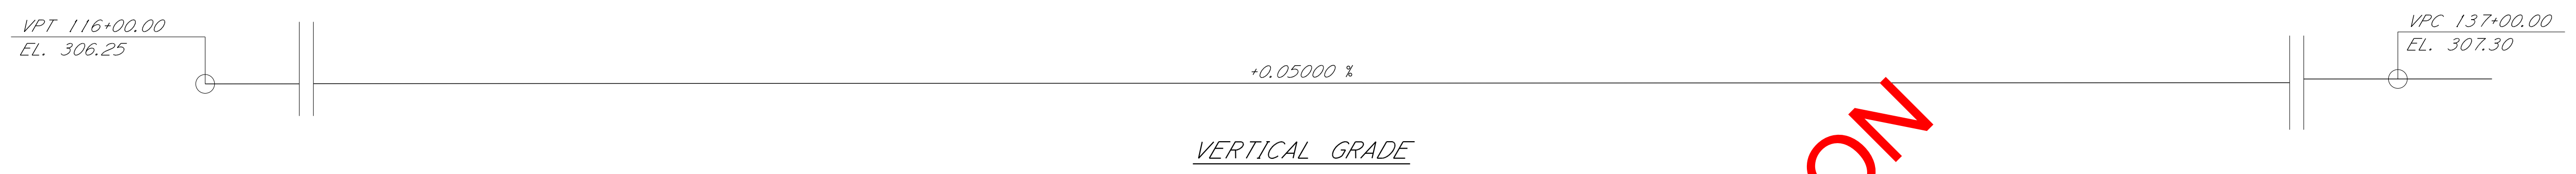 VPT 116+00.00
EL. 306.25
+0.05000 %
VPC 137+00.00
EL. 307.30
VERTICAL GRADE